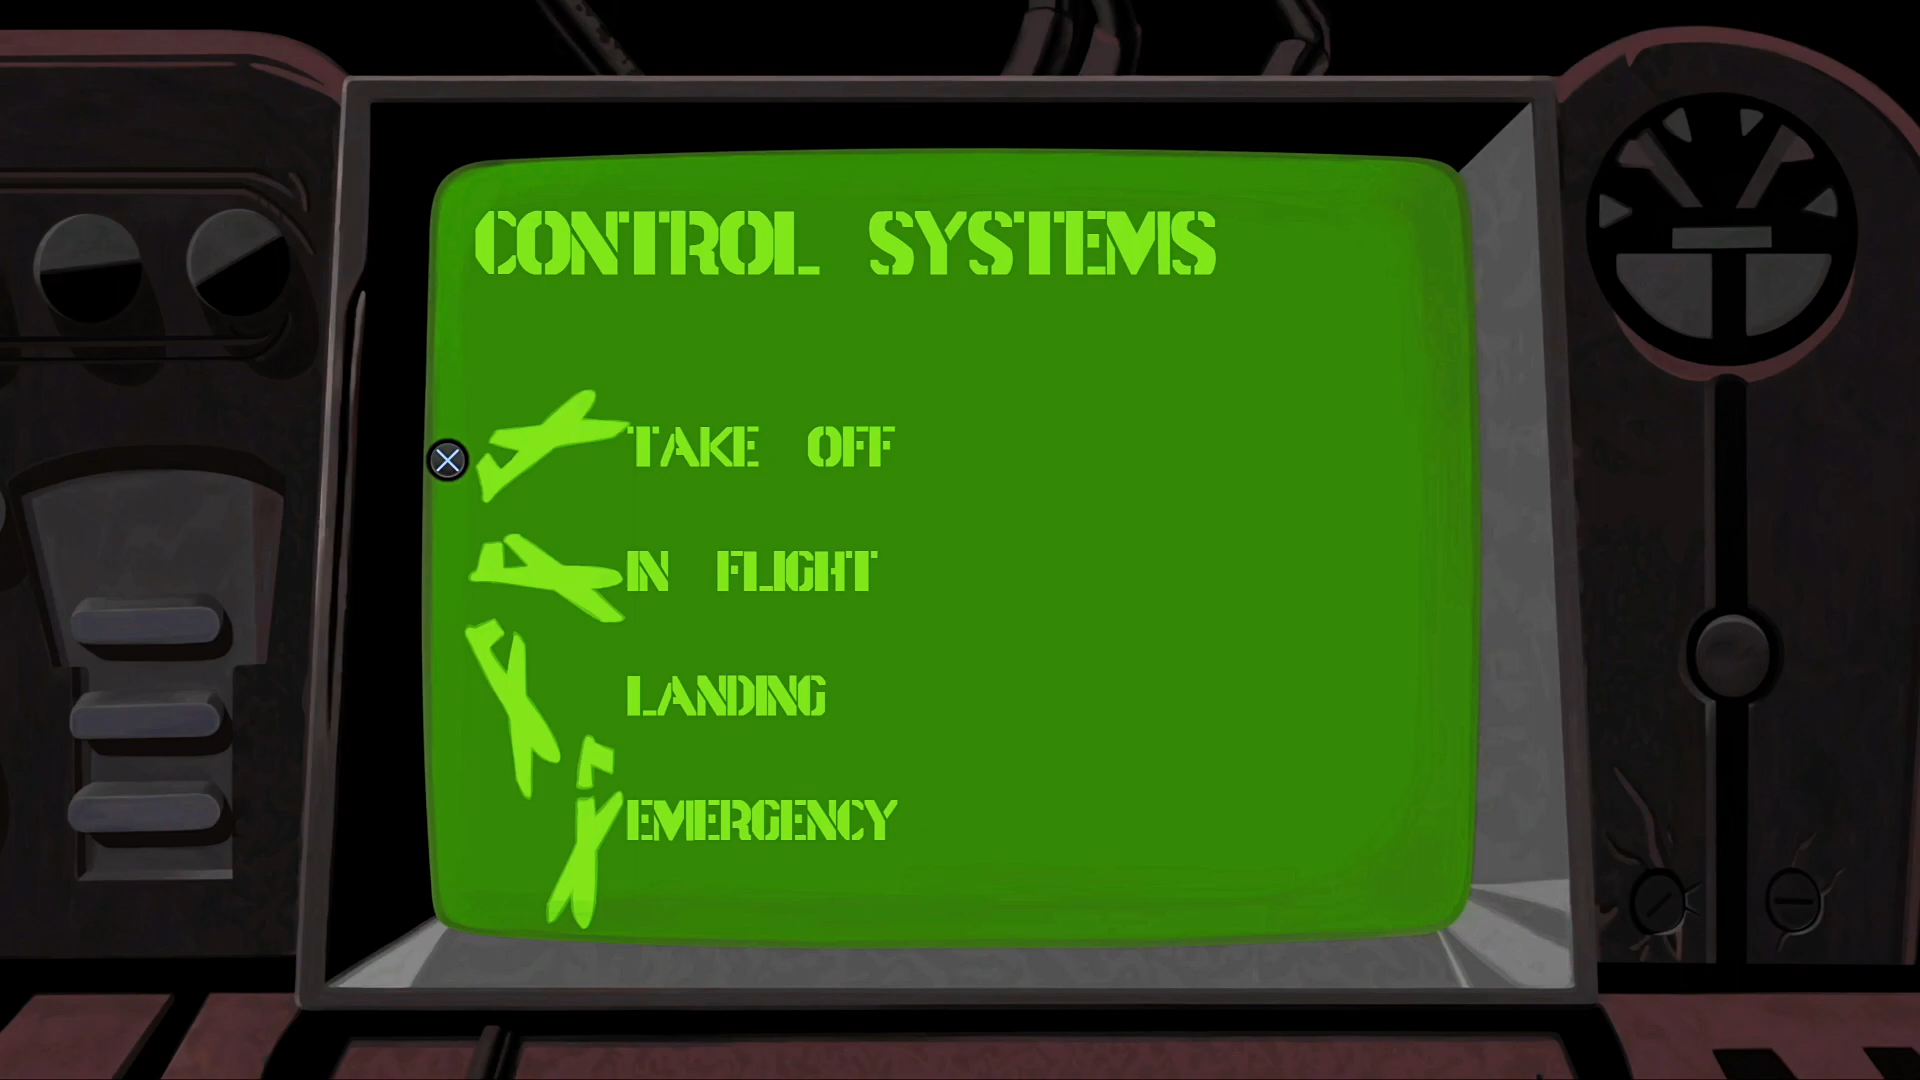 CONTROL SYSTEMS
TAKE OFF
IN FLIGHT
LANDING
EMERGENCY